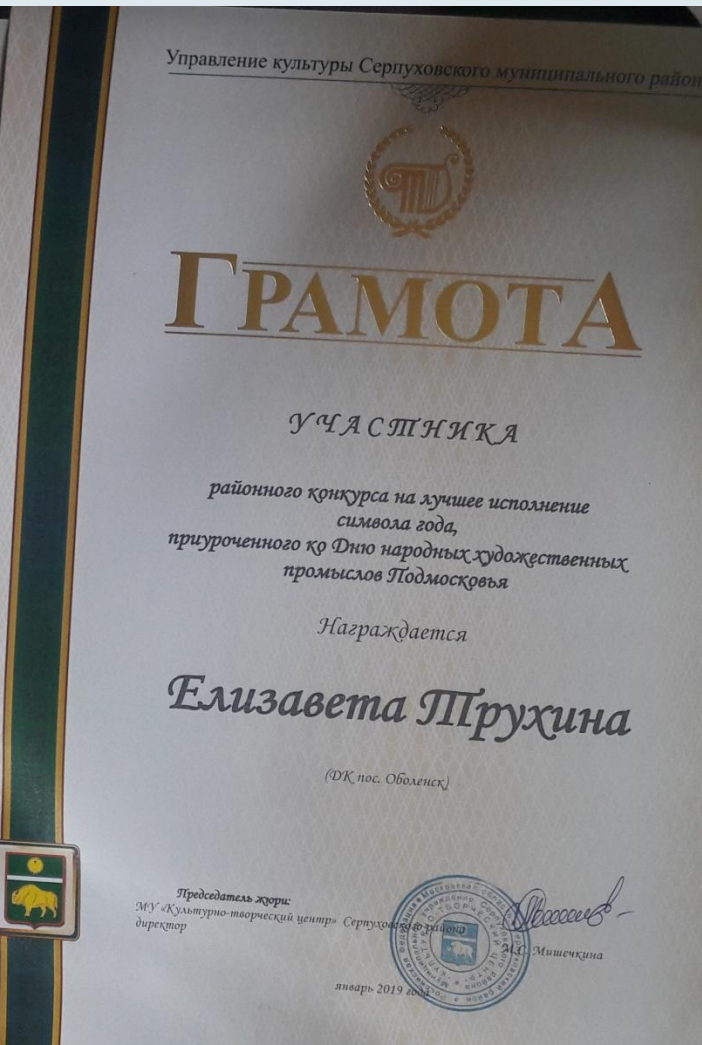 Управление культуры Серпуховского муниципального район
ГРАМОТА
УЧАСТНИКА
районного конкурса на лучшее исполнение
символа года,
приуроченного ко Дню народных художественных
промыслов Подмосковья
Награждается
Елизавета Трухина
(ДК пос. Оболенск)
Председатель жюри:
МУ «Культурно-творческий центр» Серпуховского района
директор
М.С. Мишечкина
январь 2019 года